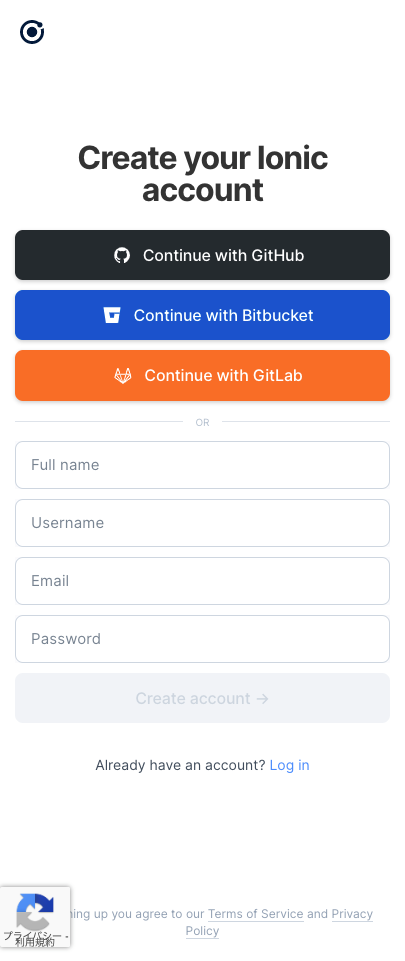 Create your Ionic
account
Continue with GitHub
Continue with Bitbucket
Continue with GitLab
OR
Full name
Username
Email
Password
Create account →
Already have an account? Log in
up you agree to our Terms of Service and Privacy
Policy
プライバシー -
利用規約